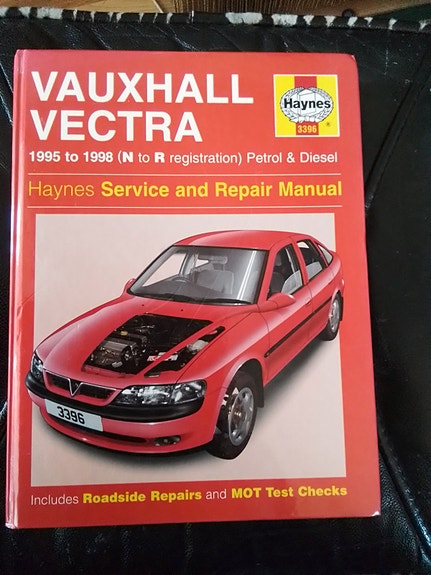 VAUXHALL
VECTRA
Haynes
3396
®
1995 to 1998 (N to R registration) Petrol & Diesel
Haynes Service and Repair Manual
3396
Includes Roadside Repairs and MOT Test Checks